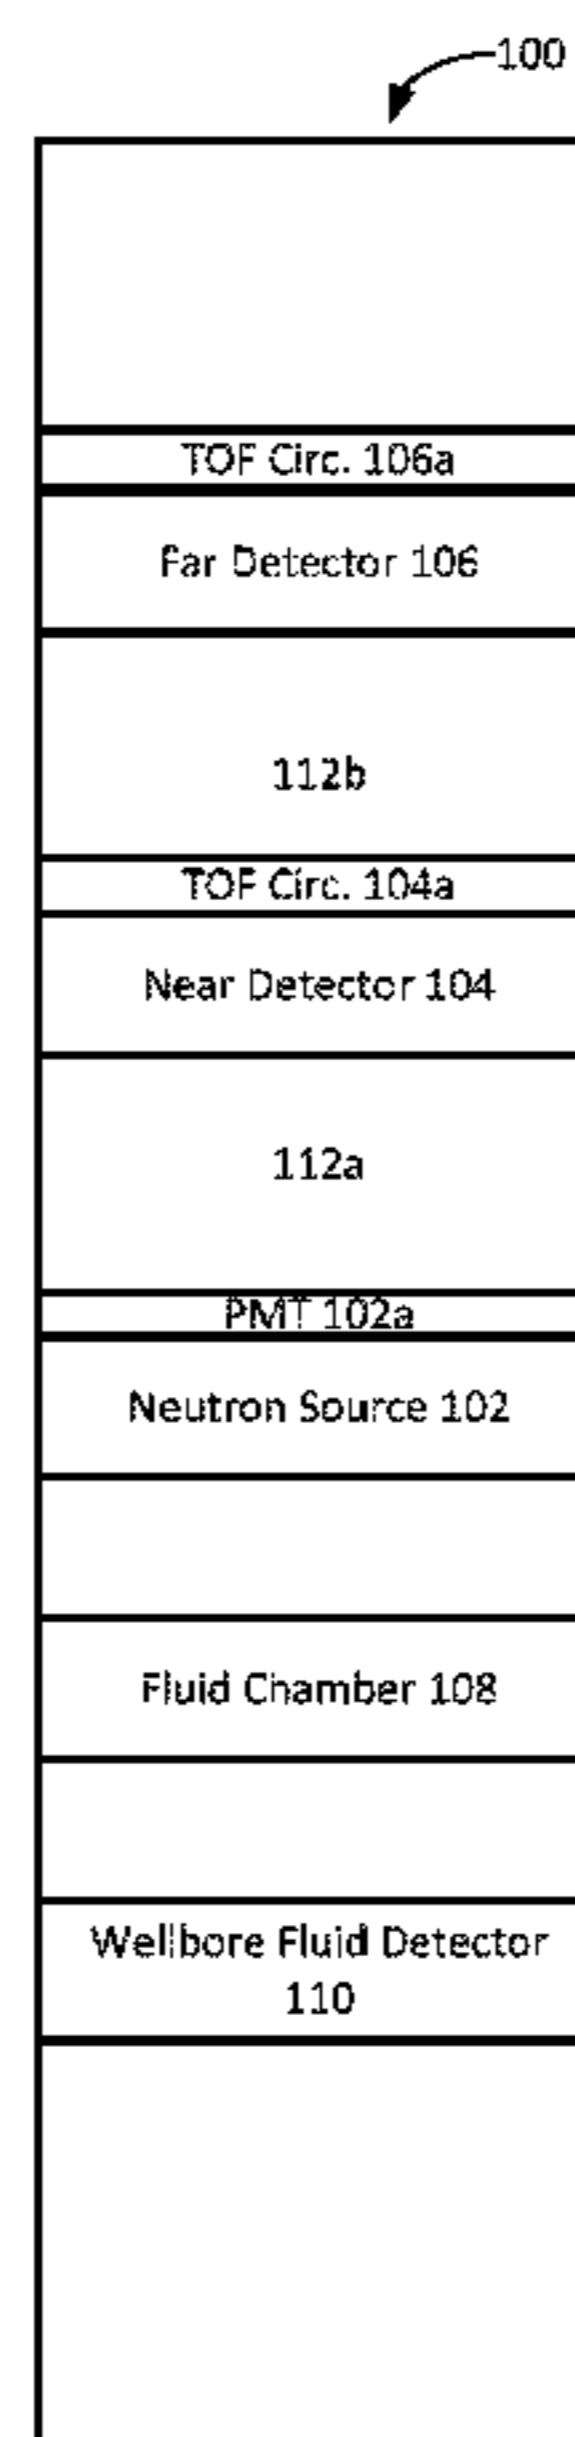 100
TOF Circ. 106a
Far Detector 106
112b
TOF Circ. 104a
Near Detector 104
112a
PMT 102a
Neutron Source 102
Fluid Chamber 108
Wellbore Fluid Detector
110